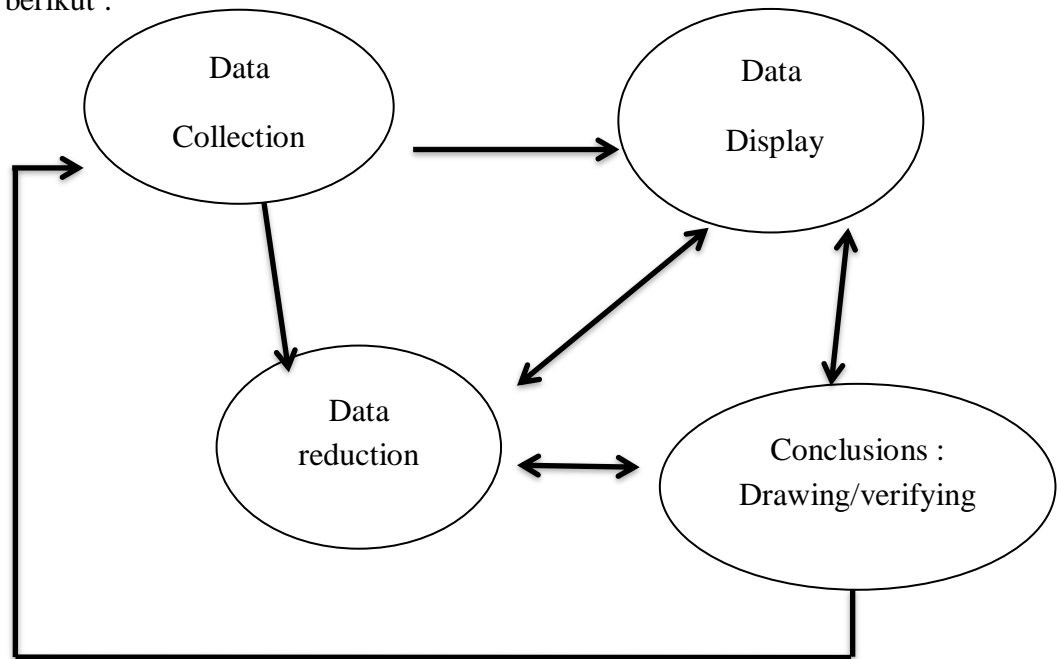 berikut :
Data
Collection
Data
Display
Data
reduction
Conclusions :
Drawing/verifying